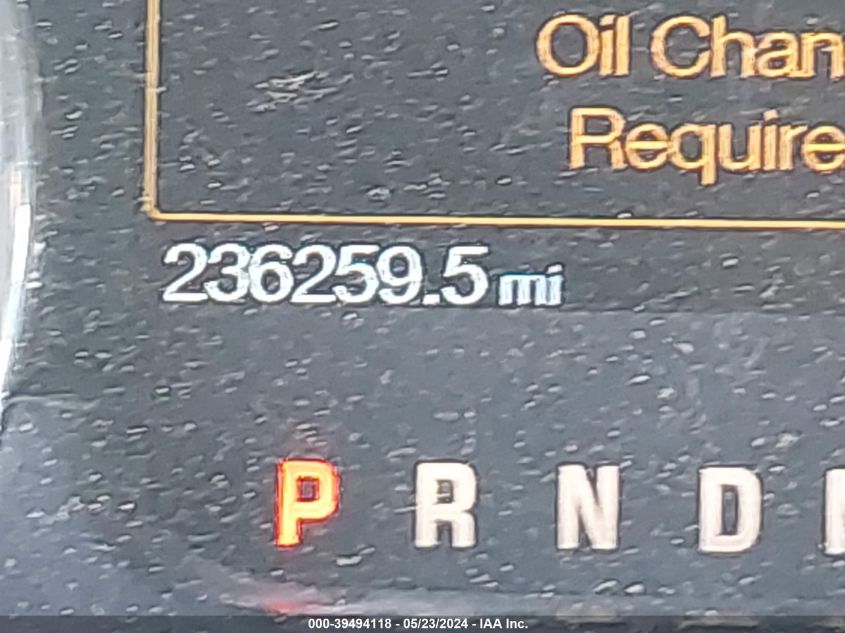 Oil Chan
Require
236259.5 mi
P R N D
000-39494118 - 05/23/2024 - IAA Inc.